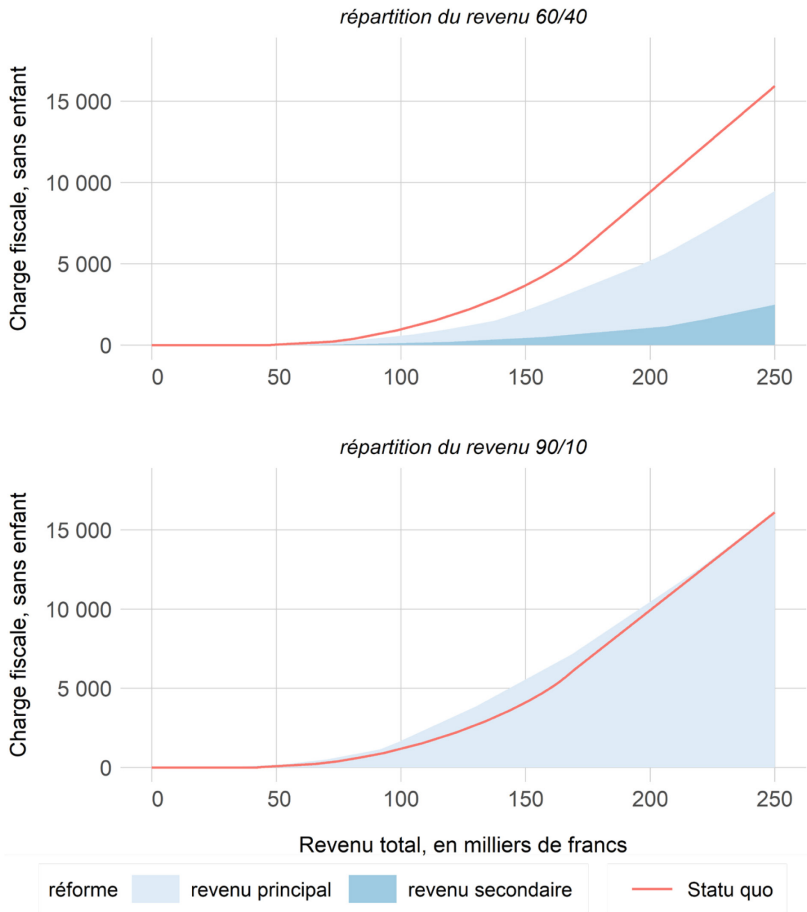 répartition du revenu 60/40
Charge fiscale, sans enfant
15 000
10 000
5 000
0
0 50 100 150 200 250
répartition du revenu 90/10
Charge fiscale, sans enfant
15 000
10 000
5 000
0
0 50 100 150 200 250
Revenu total, en milliers de francs
réforme revenu principal revenu secondaire Statu quo